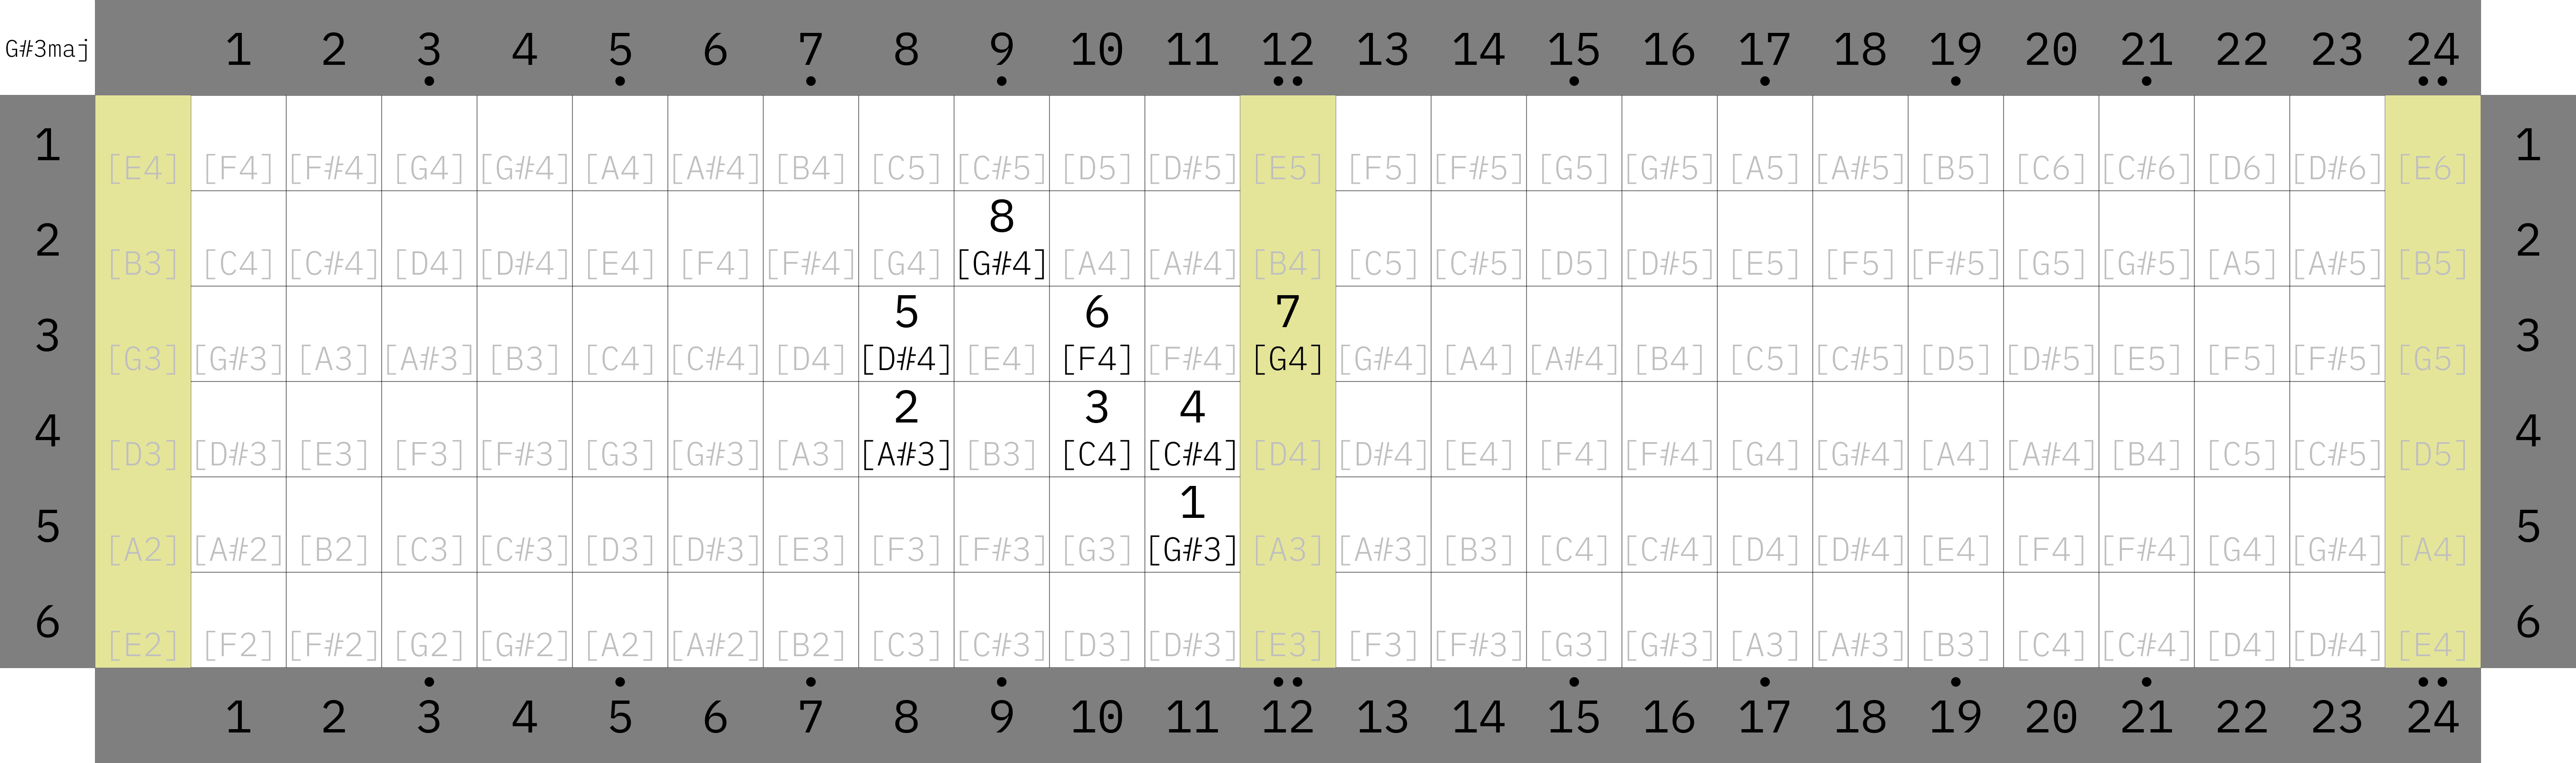 G#3maj 1 2 3 4 5 6 7 8 9 10 11 12 13 14 15 16 17 18 19 20 21 22 23 24
1 [E4] [F4] [F#4] [G4] [G#4] [A4] [A#4] [B4] [C5] [C#5] [D5] [D#5] [E5] [F5] [F#5] [G5] [G#5] [A5] [A#5] [B5] [C6] [C#6] [D6] [D#6] [E6] 1
8
2 [B3] [C4] [C#4] [D4] [D#4] [E4] [F4] [F#4] [G4] [G#4] [A4] [A#4] [B4] [C5] [C#5] [D5] [D#5] [E5] [F5] [F#5] [G5] [G#5] [A5] [A#5] [B5] 2
5 6 7
3 [G3] [G#3] [A3] [A#3] [B3] [C4] [C#4] [D4] [D#4] [E4] [F4] [F#4] [G4] [G#4] [A4] [A#4] [B4] [C5] [C#5] [D5] [D#5] [E5] [F5] [F#5] [G5] 3
2 3 4
4 [D3] [D#3] [E3] [F3] [F#3] [G3] [G#3] [A3] [A#3] [B3] [C4] [C#4] [D4] [D#4] [E4] [F4] [F#4] [G4] [G#4] [A4] [A#4] [B4] [C5] [C#5] [D5] 4
1
5 [A2] [A#2] [B2] [C3] [C#3] [D3] [D#3] [E3] [F3] [F#3] [G3] [G#3] [A3] [A#3] [B3] [C4] [C#4] [D4] [D#4] [E4] [F4] [F#4] [G4] [G#4] [A4] 5
6 [E2] [F2] [F#2] [G2] [G#2] [A2] [A#2] [B2] [C3] [C#3] [D3] [D#3] [E3] [F3] [F#3] [G3] [G#3] [A3] [A#3] [B3] [C4] [C#4] [D4] [D#4] [E4] 6
1 2 3 4 5 6 7 8 9 10 11 12 13 14 15 16 17 18 19 20 21 22 23 24